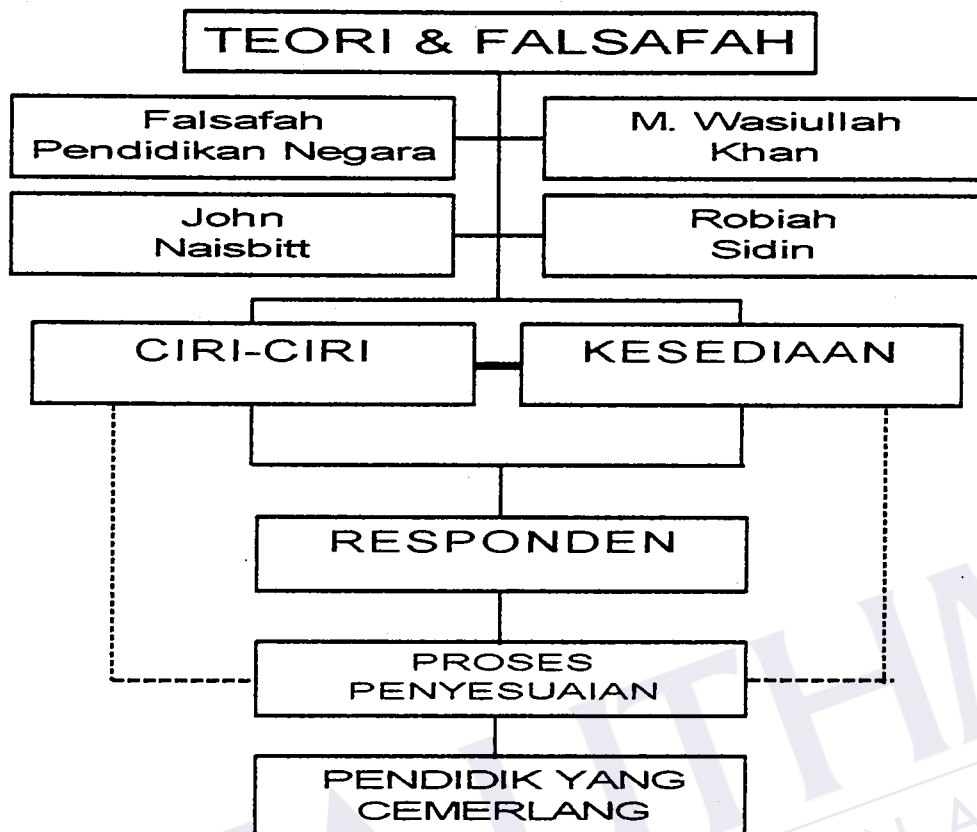 TEORI & FALSAFAH
Falsafah
Pendidikan Negara
M. Wasiullah
Khan
John
Naisbitt
Robiah
Sidin
CIRI-CIRI
KESEDIAAN
RESPONDEN
PROSES
PENYESUAIAN
PENDIDIK YANG
CEMERLANG